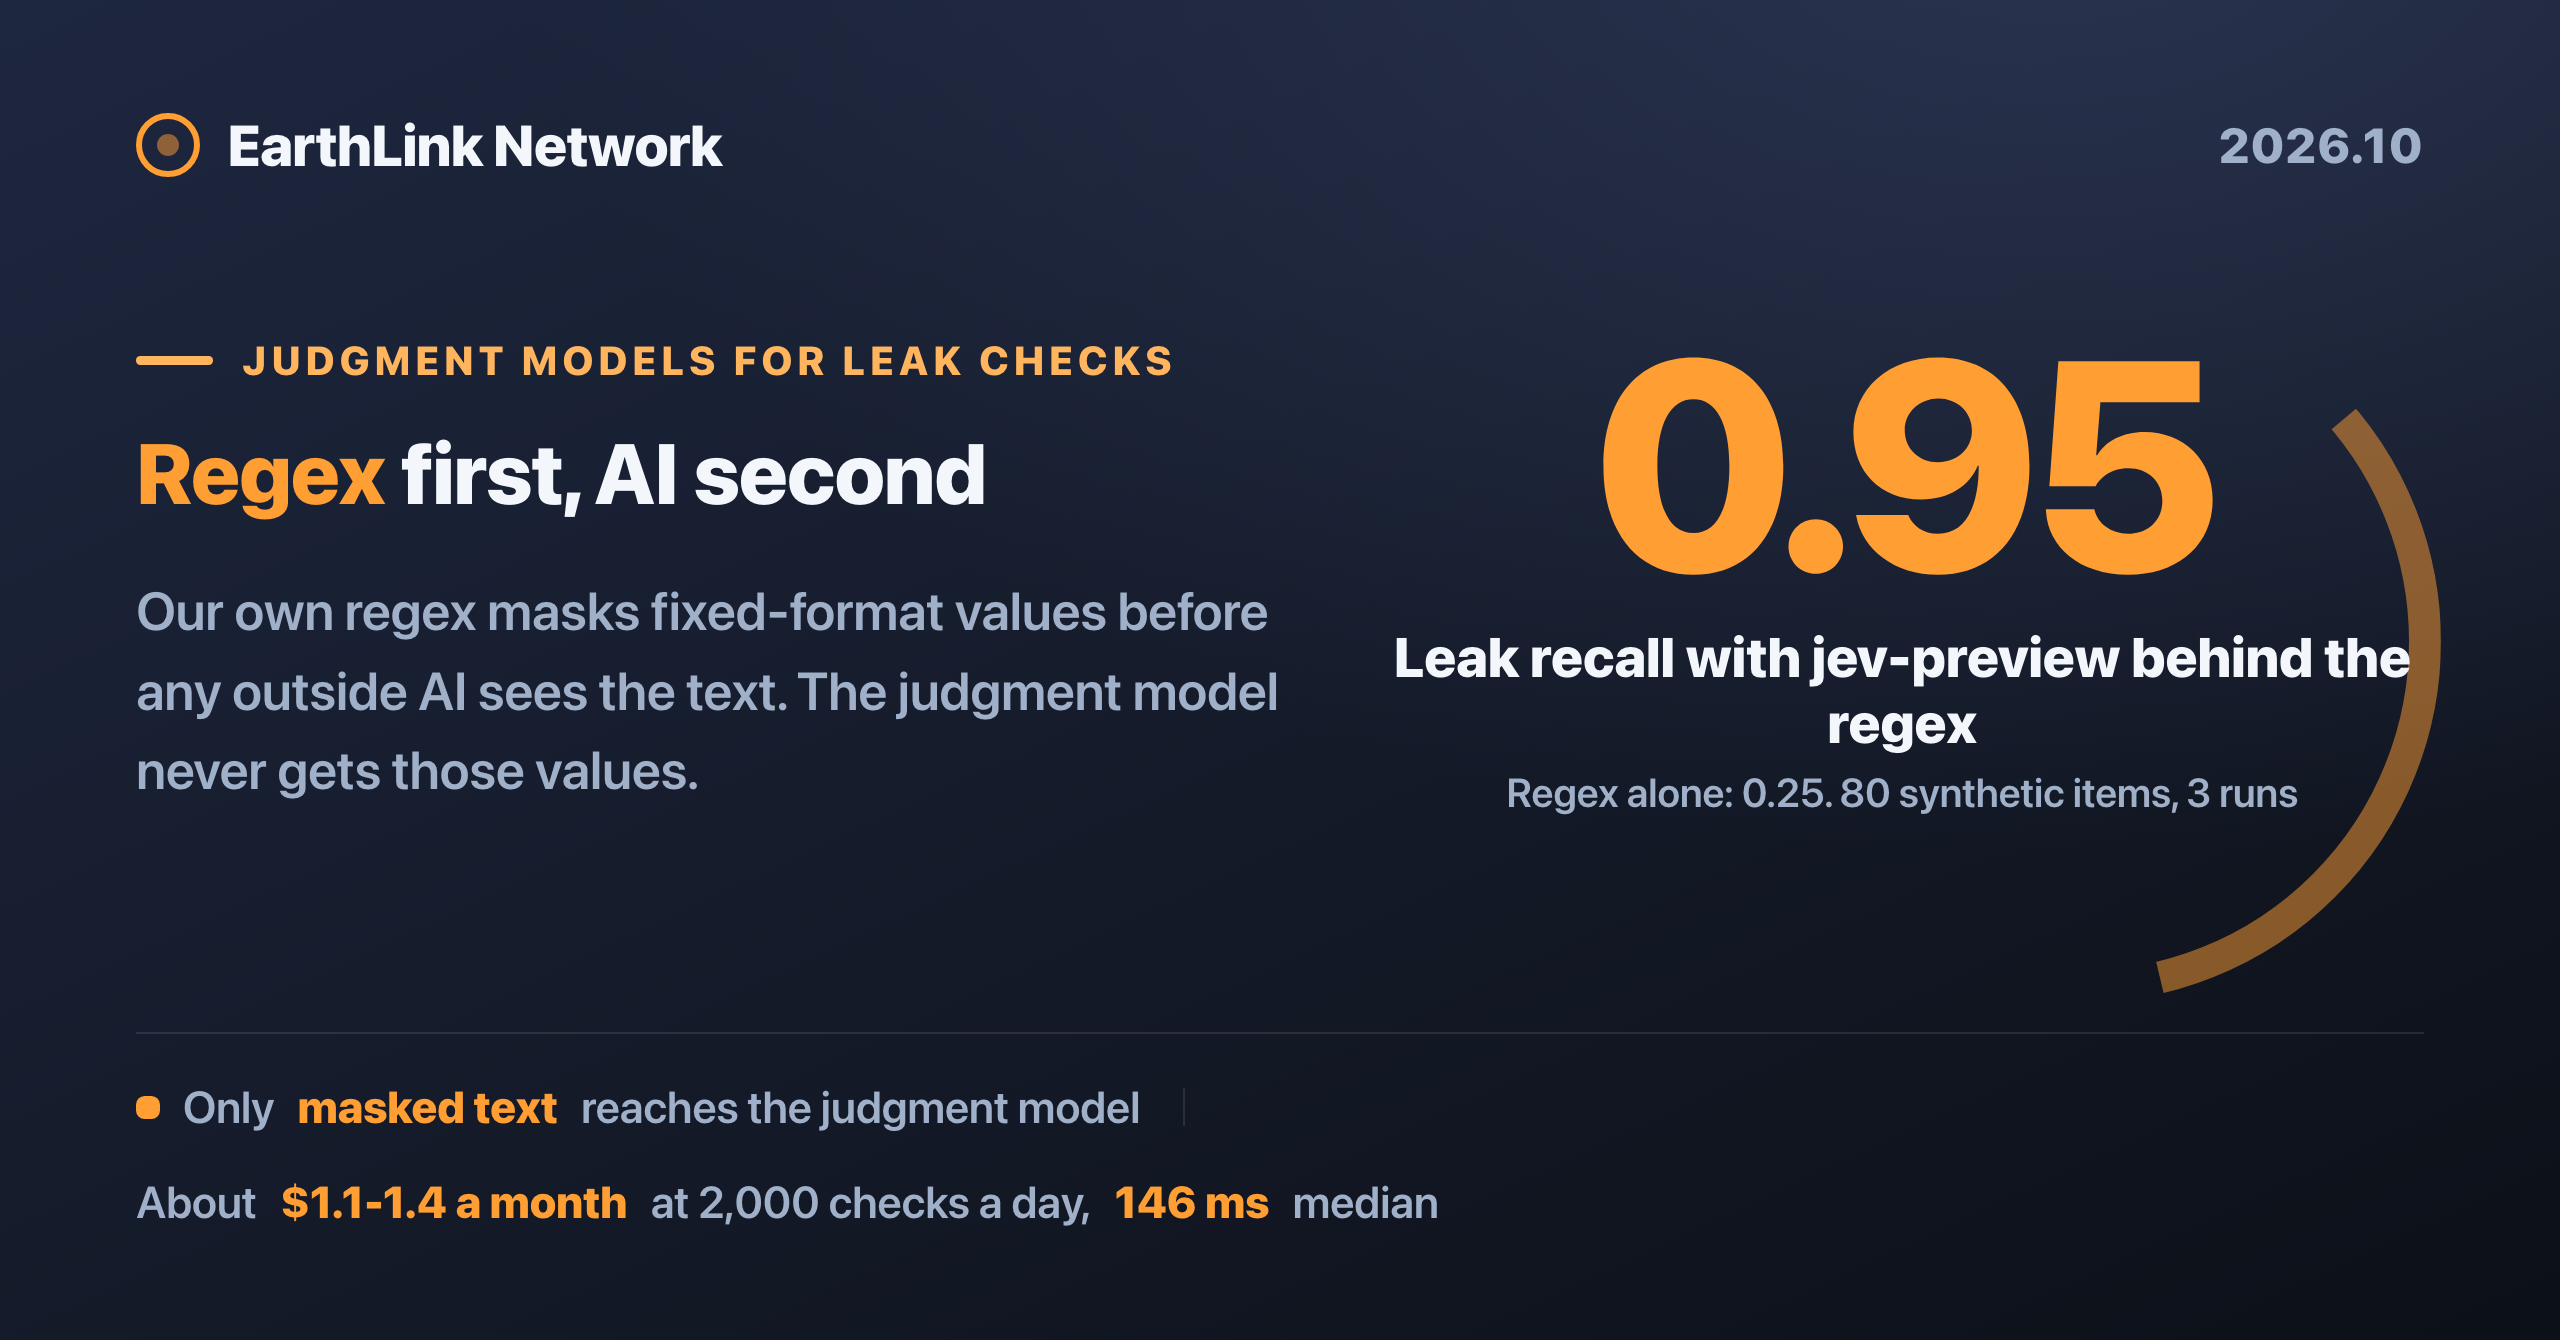 EarthLink Network
2026.10
JUDGMENT MODELS FOR LEAK CHECKS
Regex first, AI second
Our own regex masks fixed-format values before
any outside AI sees the text. The judgment model
never gets those values.
0.95
Leak recall with jev-preview behind the
regex
Regex alone: 0.25. 80 synthetic items, 3 runs
Only masked text reaches the judgment model
About $1.1-1.4 a month at 2,000 checks a day, 146 ms median